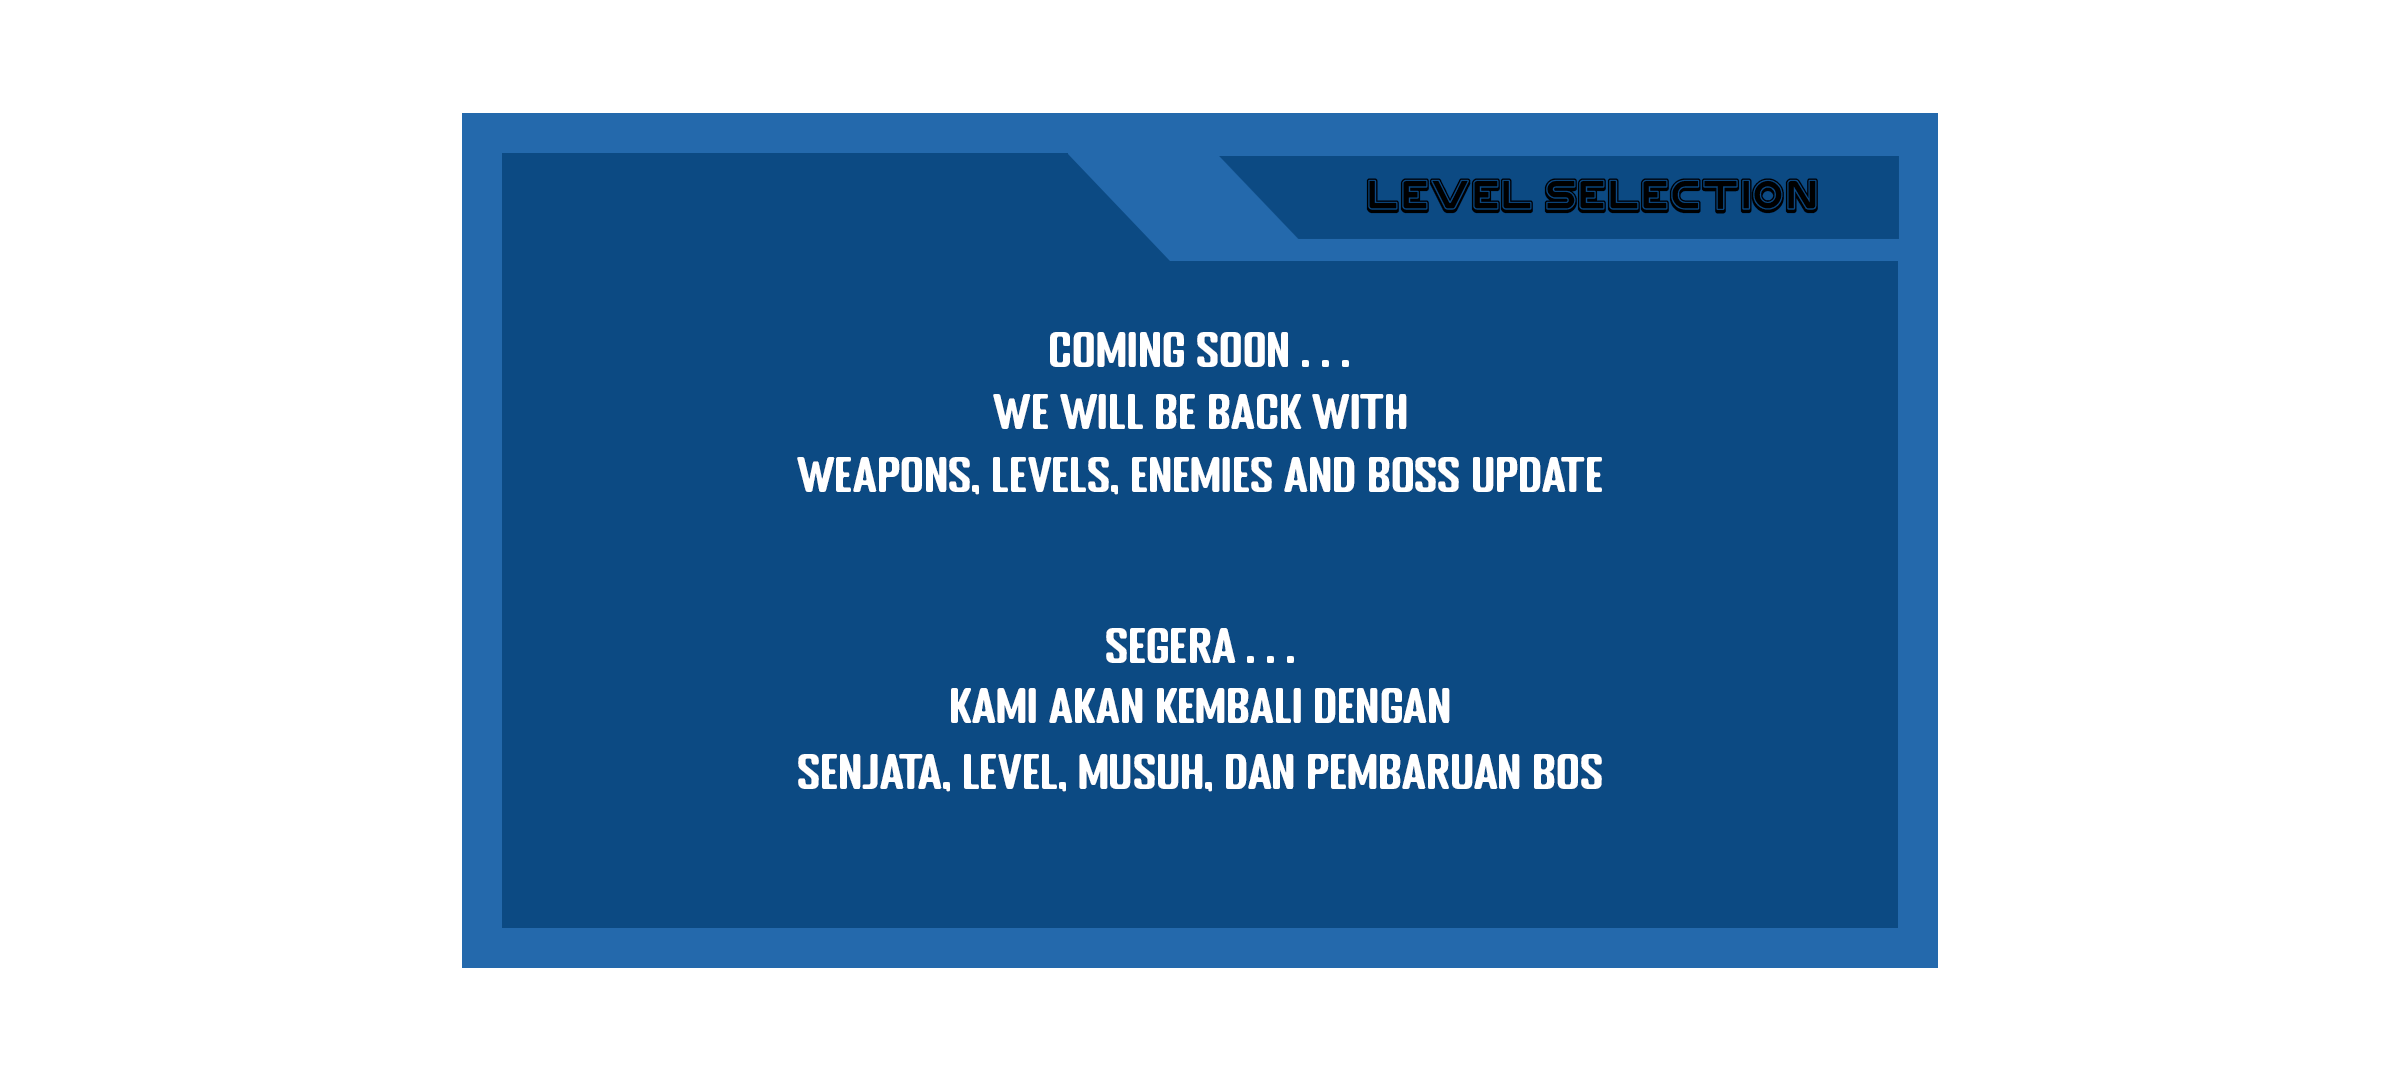 LEVEL SELECTION
COMING SOON . . .
WE WILL BE BACK WITH
WEAPONS, LEVELS, ENEMIES AND BOSS UPDATE
SEGERA . . .
KAMI AKAN KEMBALI DENGAN
SENJATA, LEVEL, MUSUH, DAN PEMBARUAN BOS